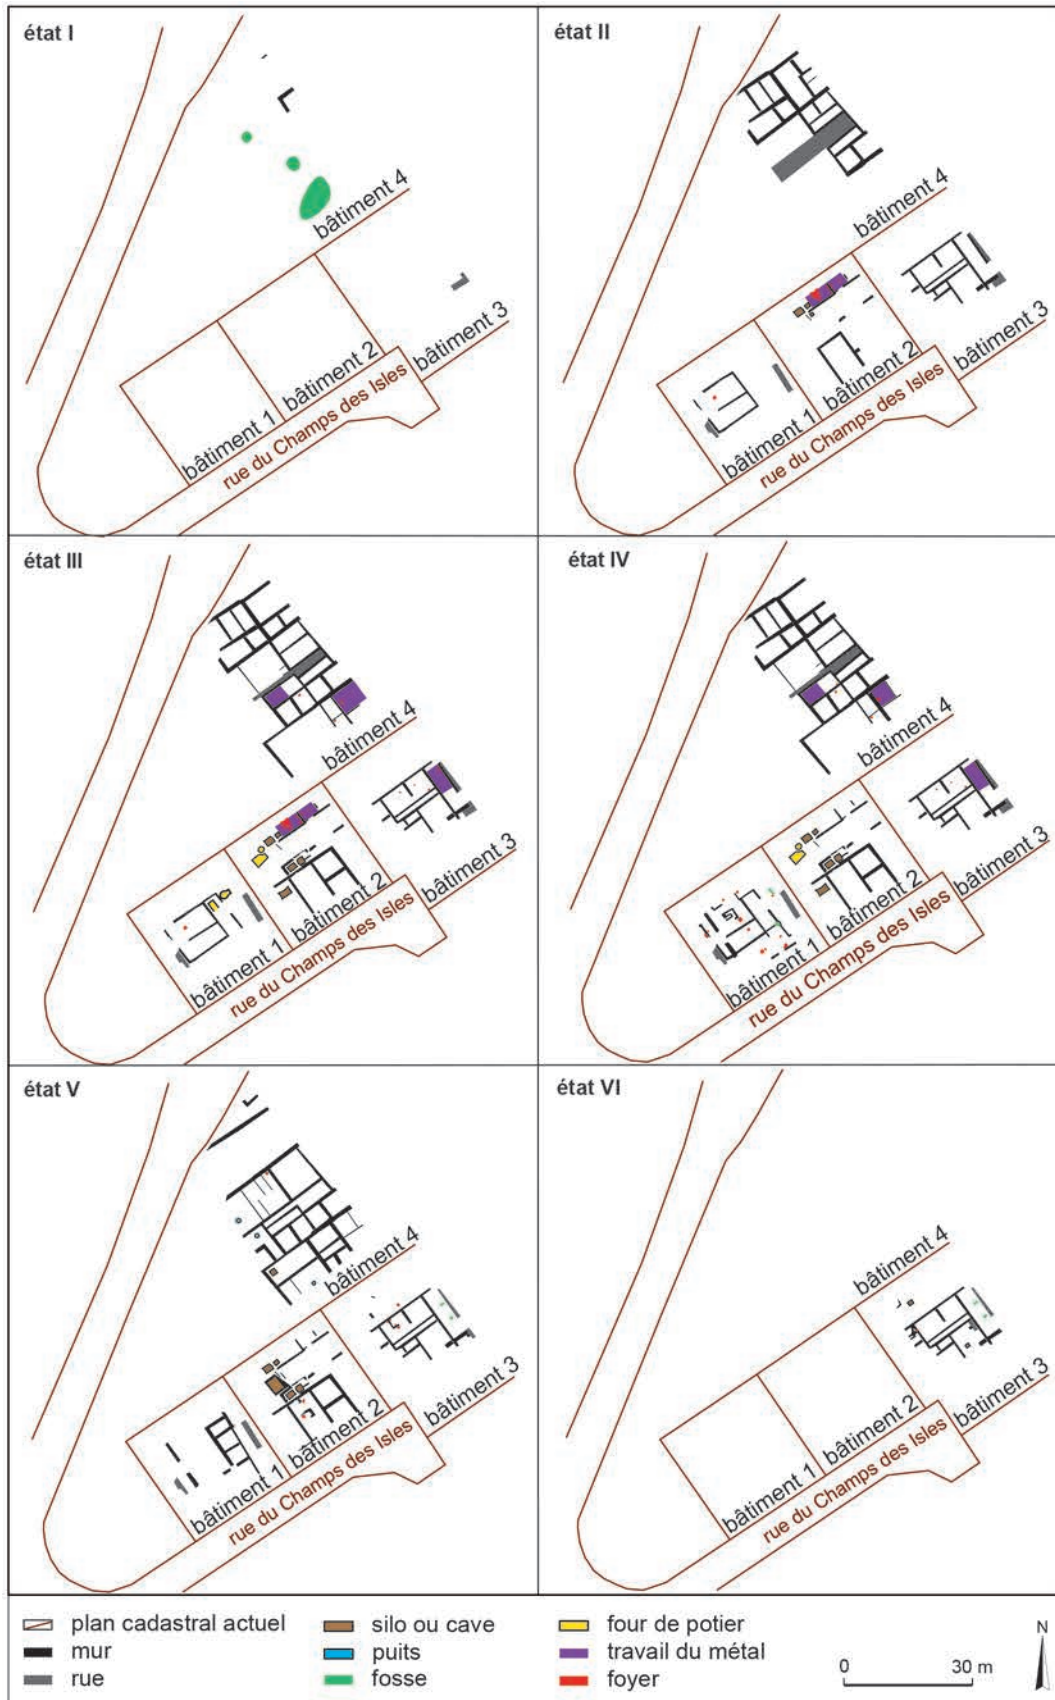 état I
bâtiment 4
bâtiment 3
bâtiment 2
bâtiment 1
rue du Champs des Isles
état II
bâtiment 4
bâtiment 3
bâtiment 2
bâtiment 1
rue du Champs des Isles
état III
bâtiment 4
bâtiment 3
bâtiment 2
bâtiment 1
rue du Champs des Isles
état IV
bâtiment 4
bâtiment 3
bâtiment 2
bâtiment 1
rue du Champs des Isles
état V
bâtiment 4
bâtiment 3
bâtiment 2
bâtiment 1
rue du Champs des Isles
état VI
bâtiment 4
bâtiment 3
bâtiment 2
bâtiment 1
rue du Champs des Isles
plan cadastral actuel
mur
rue
silo ou cave
puits
fosse
four de potier
travail du métal
foyer
0 30 m
N